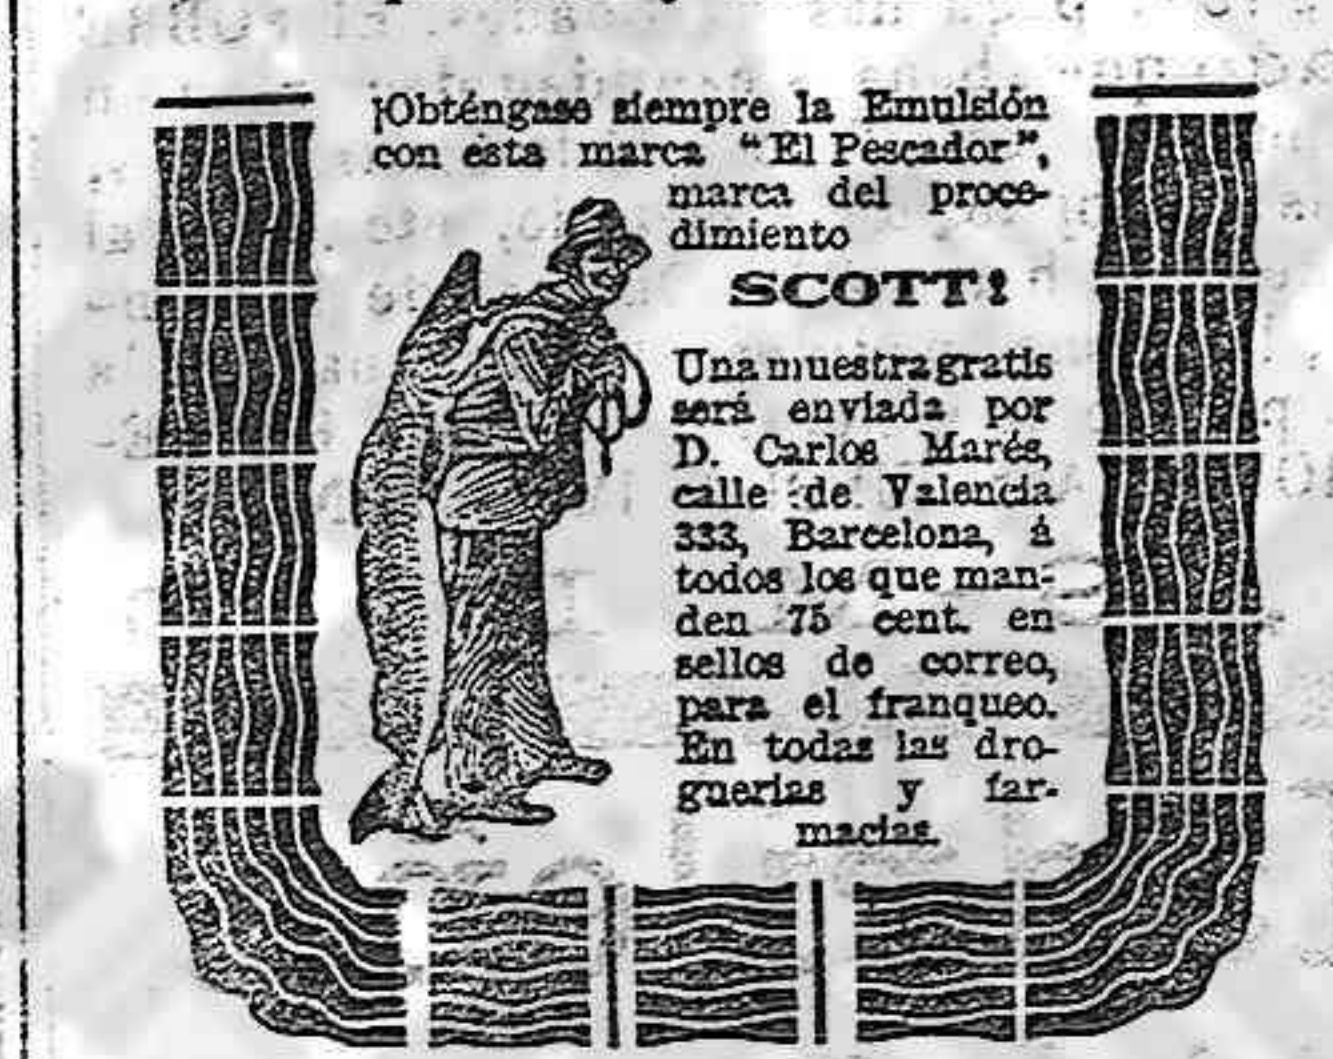 ¡Obténgase siempre la Emulsión
con esta marca "El Pescador",
marca del proce-
dimiento
SCOTT!
Una muestra gratis
será enviada por
D. Carlos Marés,
calle de Valencia
333, Barcelona, á
todos los que man-
den 75 cent. en
sellos de correo,
para el franqueo.
En todas las dro-
guerias y far-
macias.